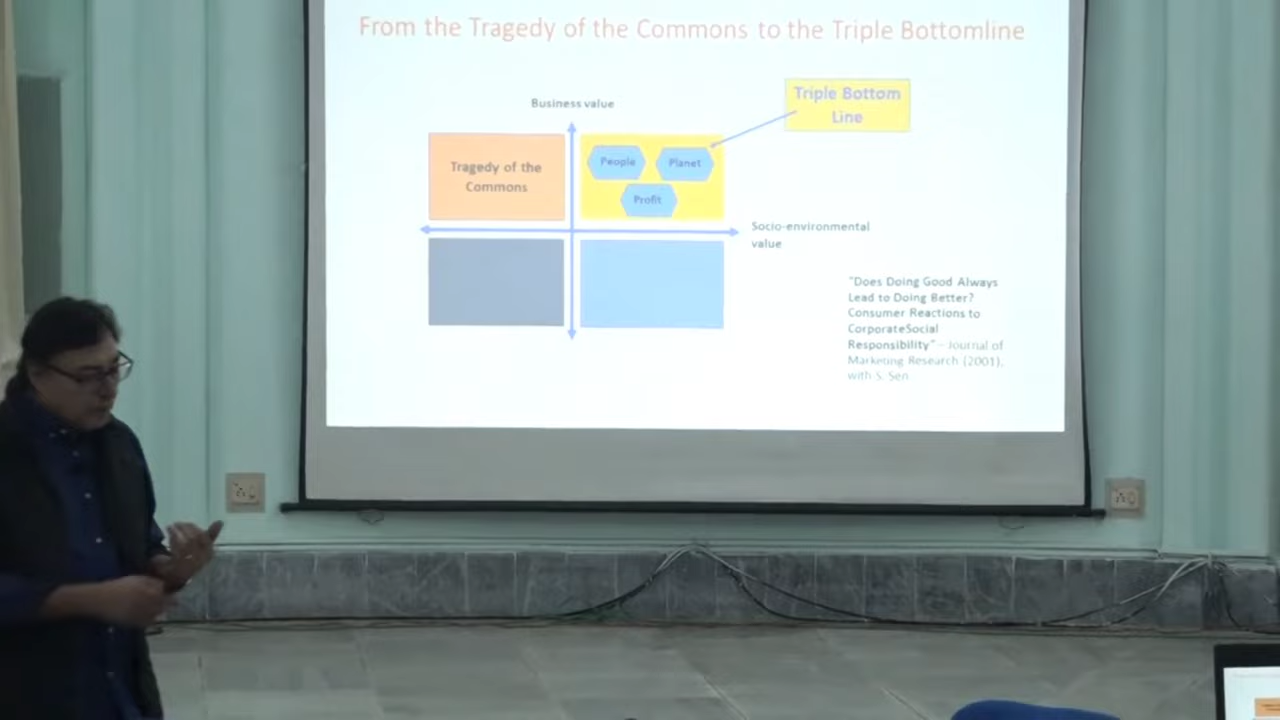 From the Tragedy of the Commons to the Triple Bottomline
Business value
Triple Bottom
Line
Tragedy of the
Commons
People
Planet
Profit
Socio-environmental
value
"Does Doing Good Always
Lead to Doing Better?
Consumer Reactions to
CorporateSocial
Responsibility" – Journal of
Marketing Research (2001),
with S. Sen